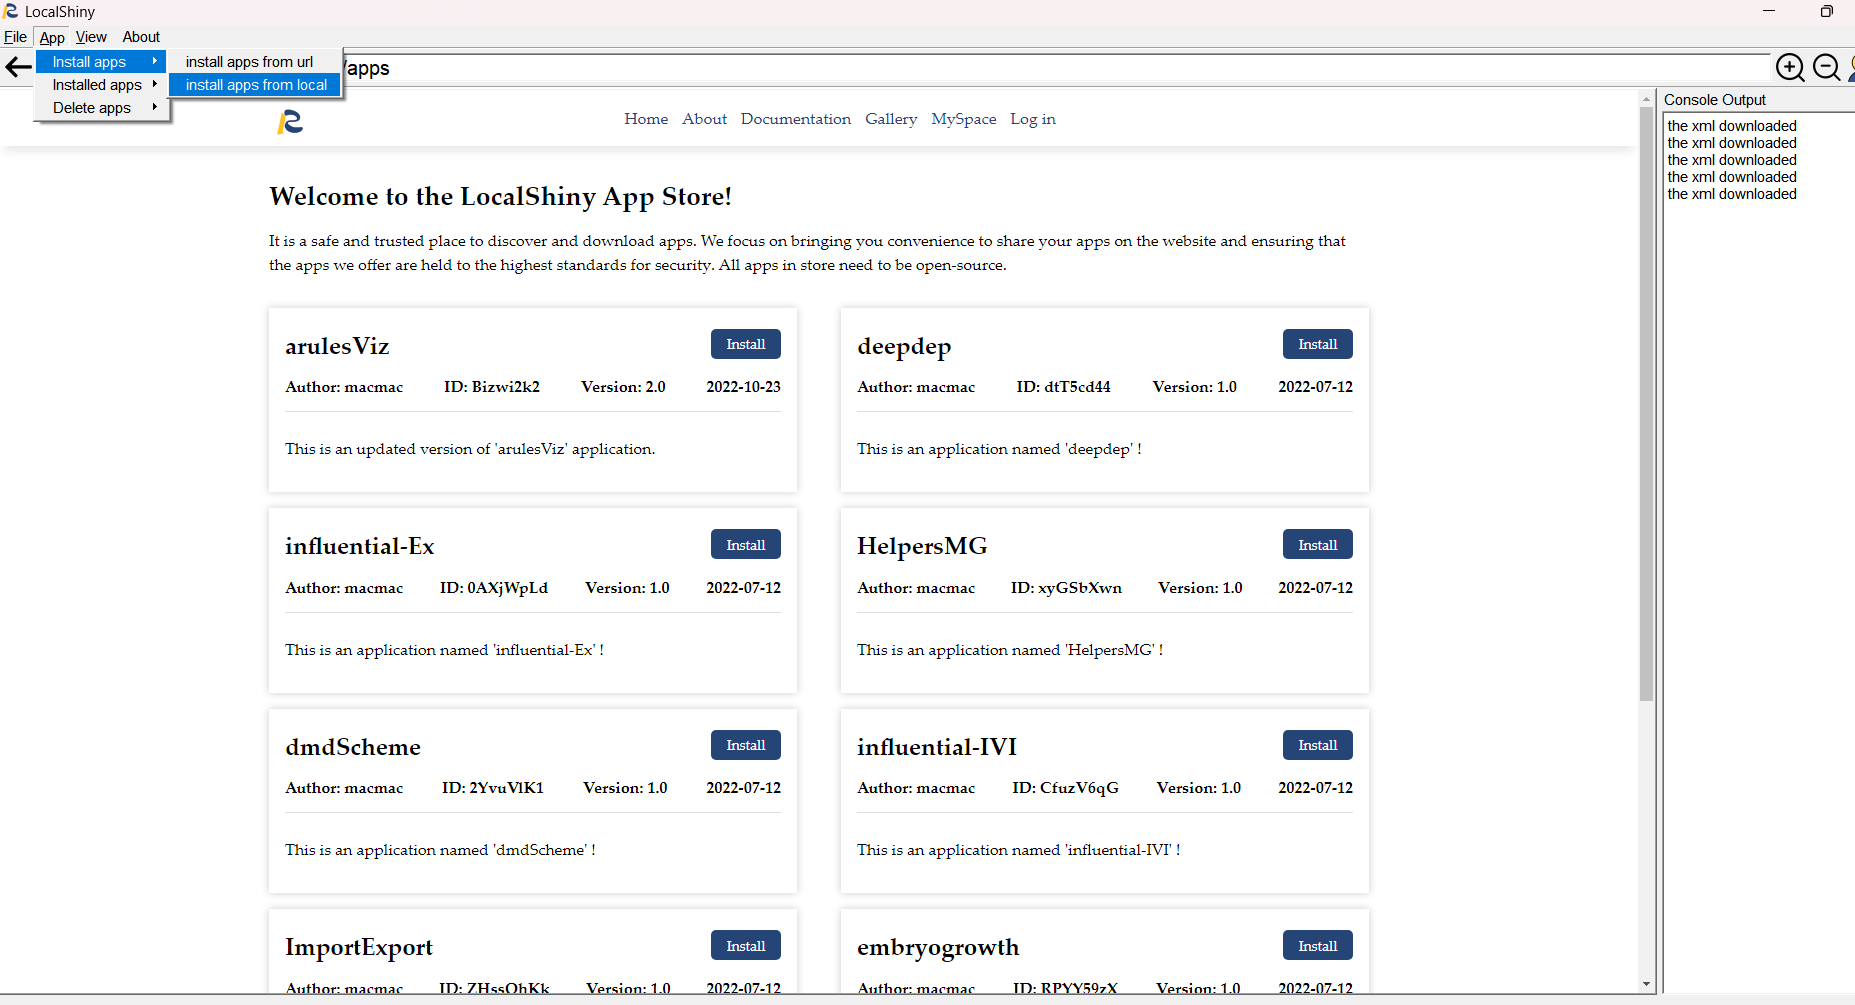 LocalShiny
File App View About
Install apps
Installed apps
Delete apps
install apps from url
install apps from local
/apps
Home About Documentation Gallery MySpace Log in
Welcome to the LocalShiny App Store!
It is a safe and trusted place to discover and download apps. We focus on bringing you convenience to share your apps on the website and ensuring that
the apps we offer are held to the highest standards for security. All apps in store need to be open-source.
arulesViz Install
Author: macmac ID: Bizwi2k2 Version: 2.0 2022-10-23
This is an updated version of 'arulesViz' application.
deepdep Install
Author: macmac ID: dtT5cd44 Version: 1.0 2022-07-12
This is an application named 'deepdep' !
influential-Ex Install
Author: macmac ID: 0AXjWpLd Version: 1.0 2022-07-12
This is an application named 'influential-Ex' !
HelpersMG Install
Author: macmac ID: xyGSbXwn Version: 1.0 2022-07-12
This is an application named 'HelpersMG' !
dmdScheme Install
Author: macmac ID: 2YvuVlK1 Version: 1.0 2022-07-12
This is an application named 'dmdScheme' !
influential-IVI Install
Author: macmac ID: CfuzV6qG Version: 1.0 2022-07-12
This is an application named 'influential-IVI' !
ImportExport Install
Author: macmac ID: ZHssOhKk Version: 1.0 2022-07-12
embryogrowth Install
Author: macmac ID: RPYY59zX Version: 1.0 2022-07-12
Console Output
the xml downloaded
the xml downloaded
the xml downloaded
the xml downloaded
the xml downloaded